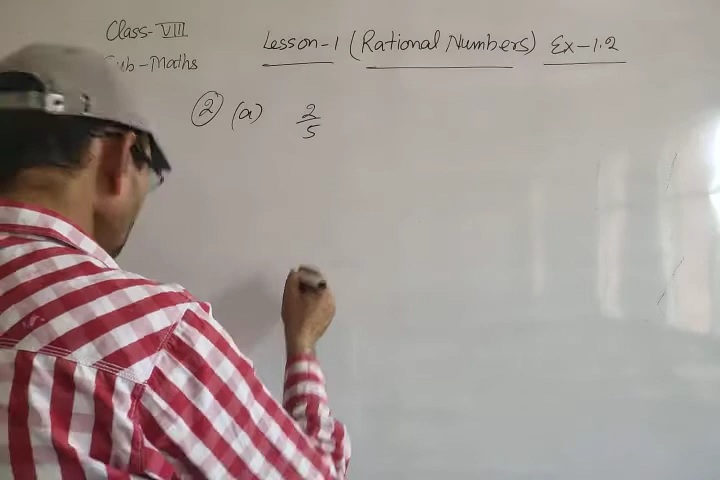 Class-VIII
Sub-Maths
Lesson-1 (Rational Numbers) Ex-1.2
② (a) 2/5